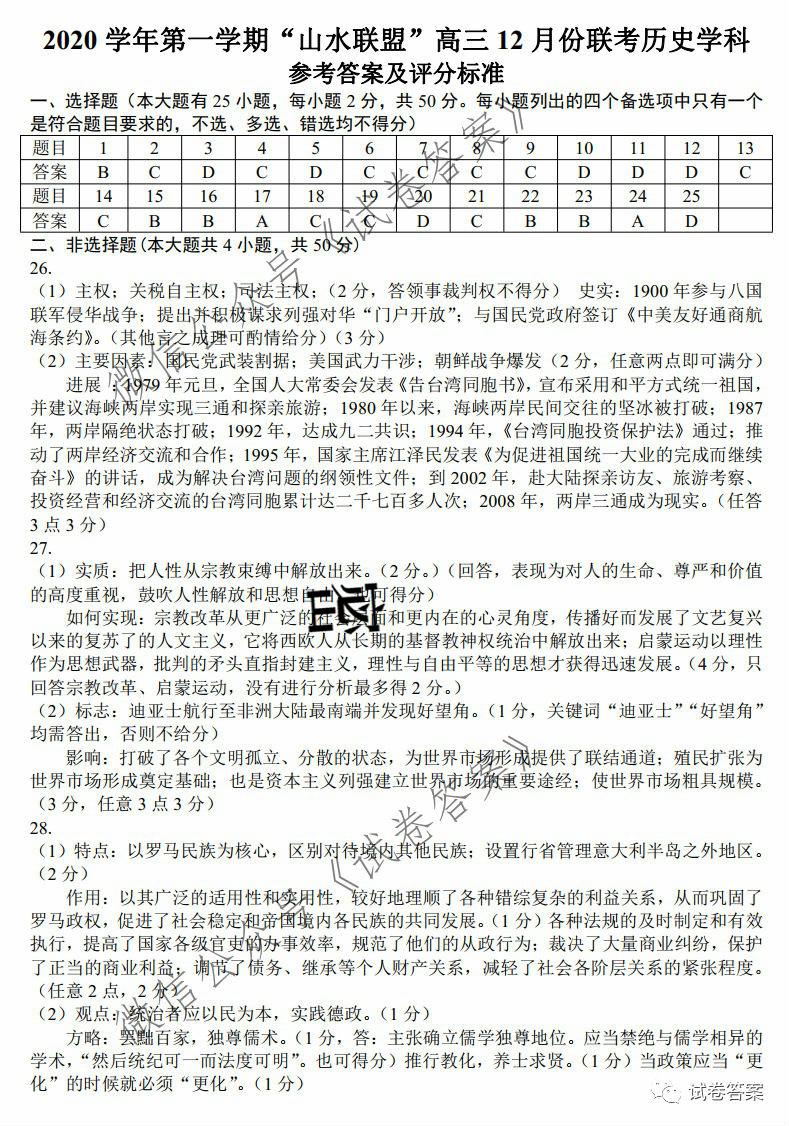 2020 学年第一学期“山水联盟”高三 12 月份联考历史学科
参考答案及评分标准
一、选择题（本大题有 25 小题，每小题 2 分，共 50 分。每小题列出的四个备选项中只有一个
是符合题目要求的，不选、多选、错选均不得分）
题目 1 2 3 4 5 6 7 8 9 10 11 12 13
答案 B C D C D C C C C D D D C
题目 14 15 16 17 18 19 20 21 22 23 24 25
答案 C B B A C C D C B B A D
二、非选择题(本大题共 4 小题，共 50 分)
26.
（1）主权；关税自主权；司法主权；（2 分，答领事裁判权不得分） 史实：1900 年参与八国
联军侵华战争；提出并积极谋求列强对华“门户开放”；与国民党政府签订《中美友好通商航
海条约》。（其他言之成理可酌情给分）（3 分）
（2）主要因素：国民党武装割据；美国武力干涉；朝鲜战争爆发（2 分，任意两点即可满分）
进展：1979 年元旦，全国人大常委会发表《告台湾同胞书》，宣布采用和平方式统一祖国，
并建议海峡两岸实现三通和探亲旅游；1980 年以来，海峡两岸民间交往的坚冰被打破；1987
年，两岸隔绝状态打破；1992 年，达成九二共识；1994 年，《台湾同胞投资保护法》通过；推
动了两岸经济交流和合作；1995 年，国家主席江泽民发表《为促进祖国统一大业的完成而继续
奋斗》的讲话，成为解决台湾问题的纲领性文件；到 2002 年，赴大陆探亲访友、旅游考察、
投资经营和经济交流的台湾同胞累计达二千七百多人次；2008 年，两岸三通成为现实。（任答
3 点 3 分）
27.
（1）实质：把人性从宗教束缚中解放出来。（2 分。）（回答，表现为对人的生命、尊严和价值
的高度重视，鼓吹人性解放和思想自由，也可得分）
如何实现：宗教改革从更广泛的社会层面和更内在的心灵角度，传播好而发展了文艺复兴
以来的复苏了的人文主义，它将西欧人从长期的基督教神权统治中解放出来；启蒙运动以理性
作为思想武器，批判的矛头直指封建主义，理性与自由平等的思想才获得迅速发展。（4 分，只
回答宗教改革、启蒙运动，没有进行分析最多得 2 分。）
（2）标志：迪亚士航行至非洲大陆最南端并发现好望角。（1 分，关键词“迪亚士”“好望角”
均需答出，否则不给分）
影响：打破了各个文明孤立、分散的状态，为世界市场形成提供了联结通道；殖民扩张为
世界市场形成奠定基础；也是资本主义列强建立世界市场的重要途经；使世界市场粗具规模。
（3 分，任意 3 点 3 分）
28.
（1）特点：以罗马民族为核心，区别对待境内其他民族；设置行省管理意大利半岛之外地区。
（2 分）
作用：以其广泛的适用性和实用性，较好地理顺了各种错综复杂的利益关系，从而巩固了
罗马政权，促进了社会稳定和帝国境内各民族的共同发展。（1 分）各种法规的及时制定和有效
执行，提高了国家各级官吏的办事效率，规范了他们的从政行为；裁决了大量商业纠纷，保护
了正当的商业利益；调节了债务、继承等个人财产关系，减轻了社会各阶层关系的紧张程度。
（任意 2 点，2 分）
（2）观点：统治者应以民为本，实践德政。（1 分）
方略：罢黜百家，独尊儒术。（1 分，答：主张确立儒学独尊地位。应当禁绝与儒学相异的
学术，“然后统纪可一而法度可明”。也可得分）推行教化，养士求贤。（1 分）当政策应当“更
化”的时候就必须“更化”。（1 分）
微信公众号《试卷答案》
微信公众号《试卷答案》
密
试卷答案